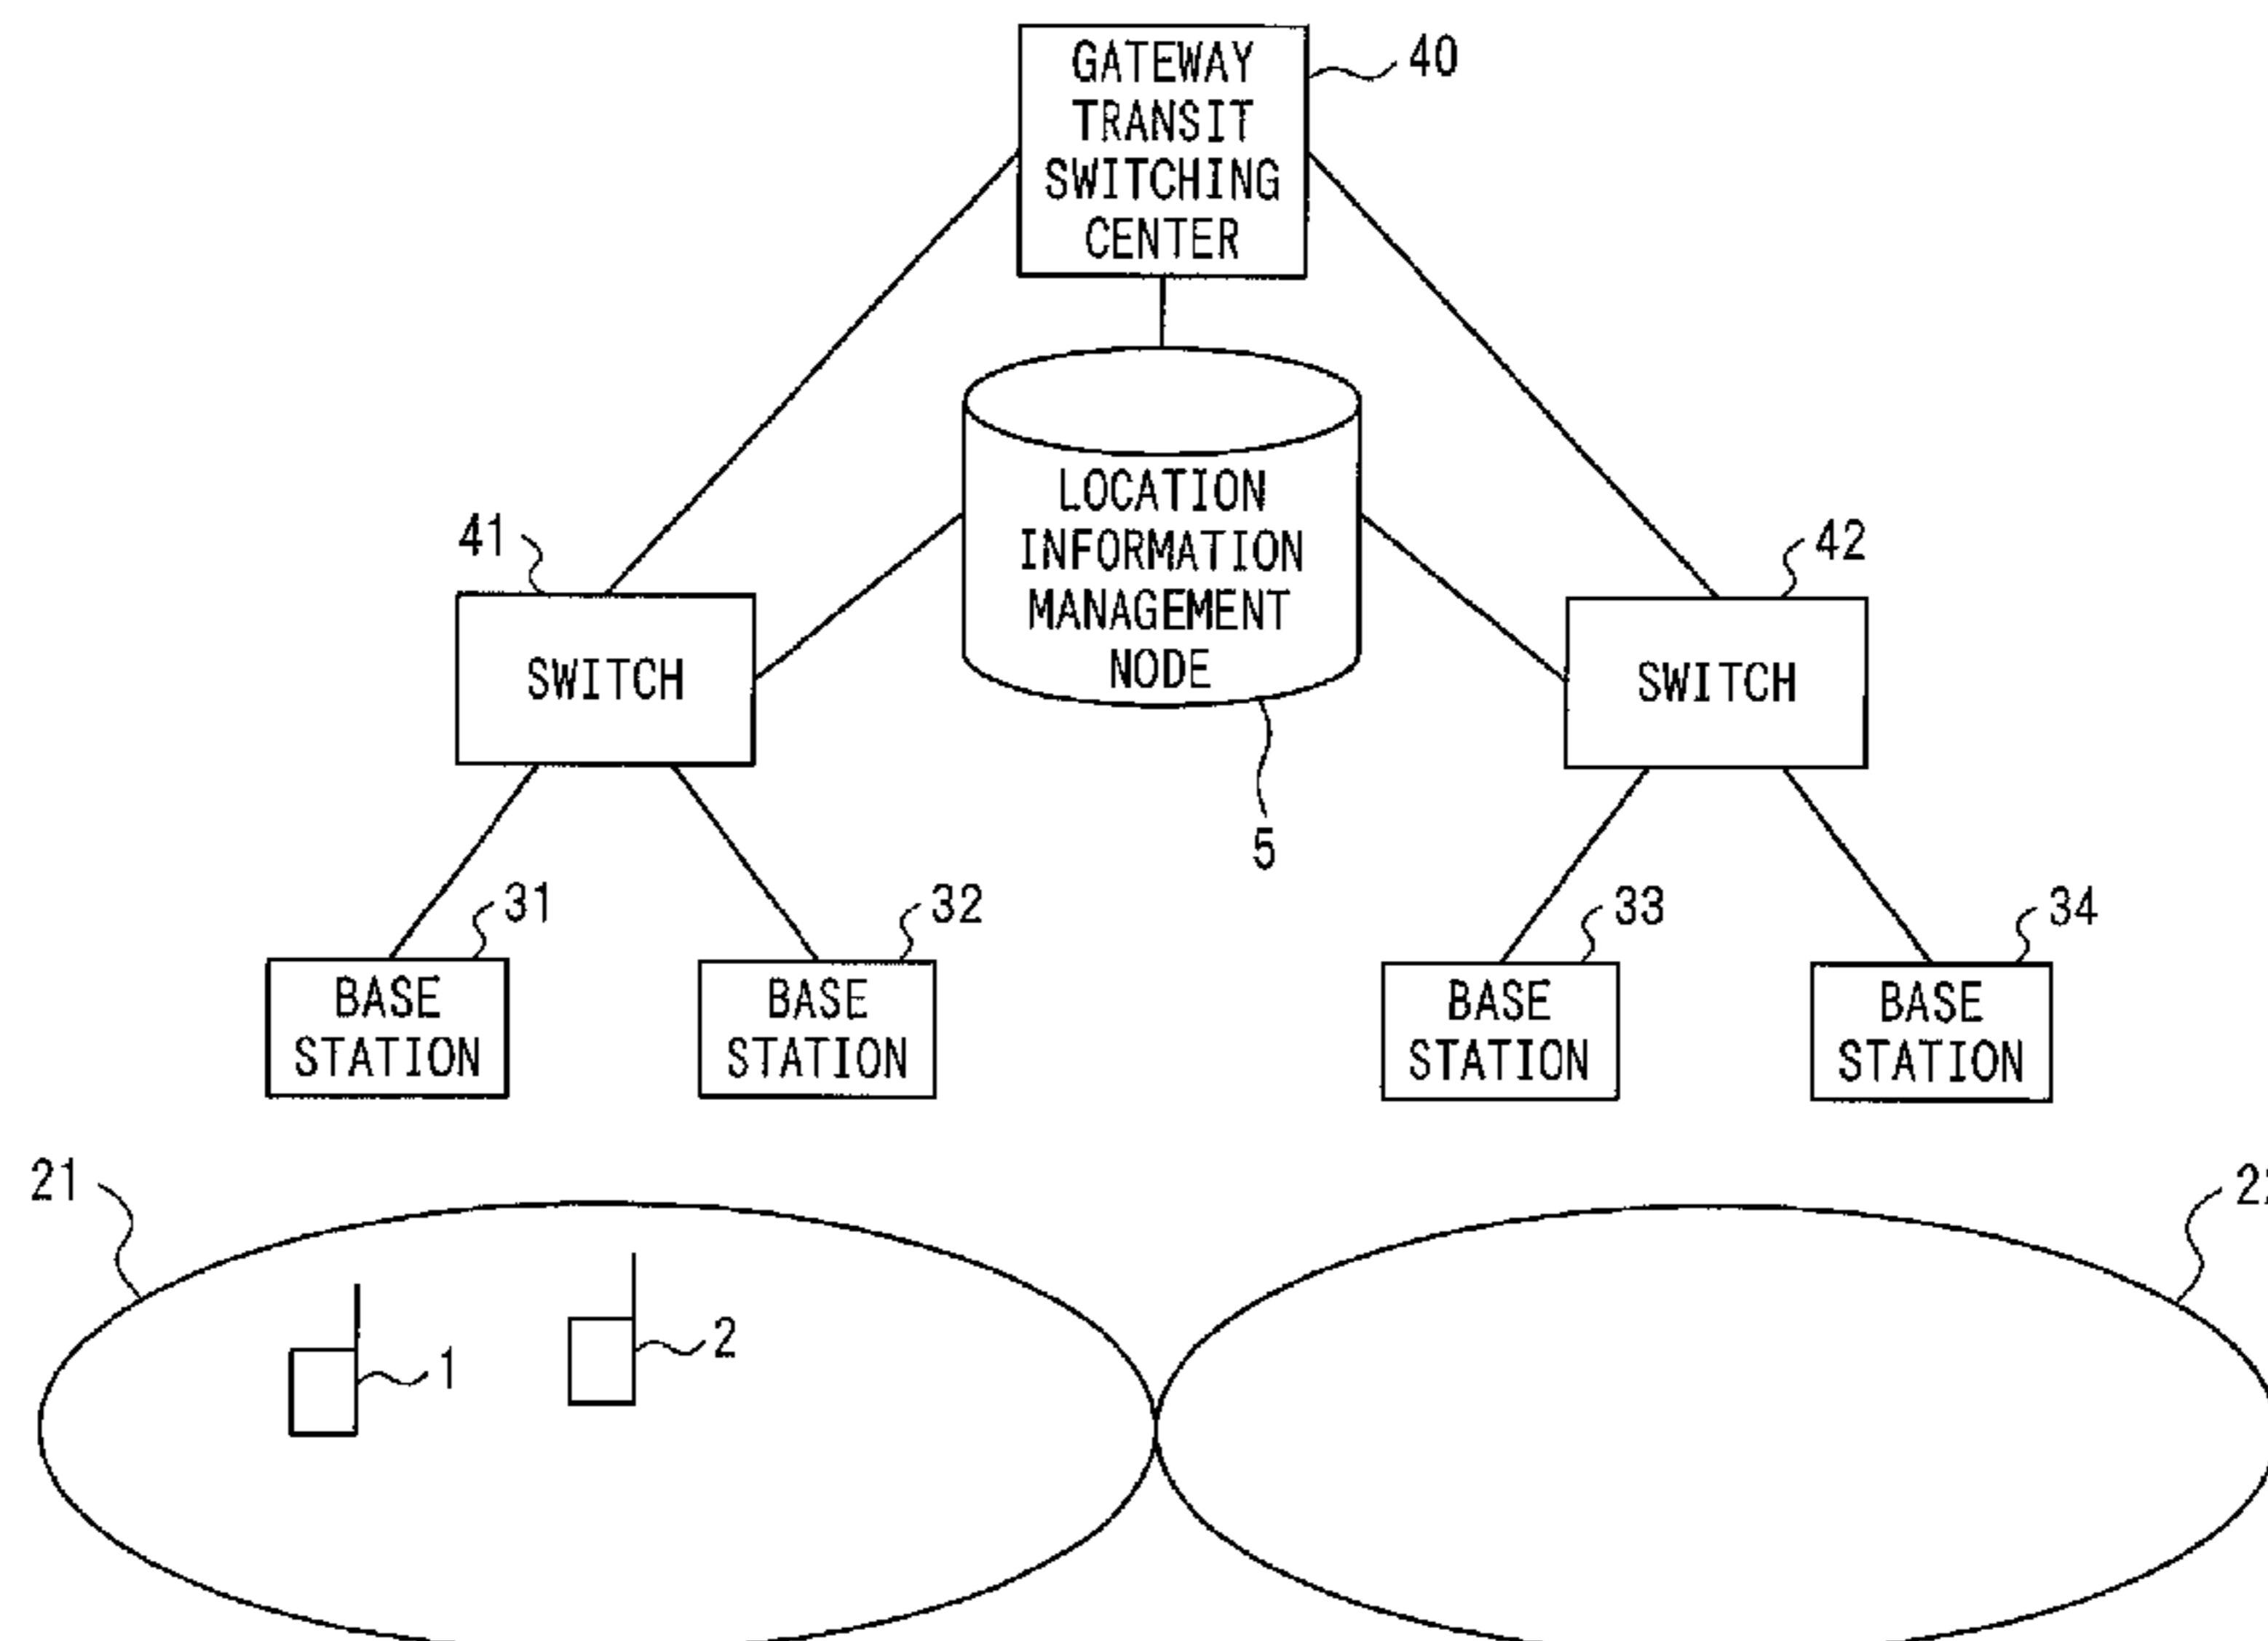 GATEWAY
TRANSIT
SWITCHING
CENTER
40
LOCATION
INFORMATION
MANAGEMENT
NODE
41
42
SWITCH
SWITCH
5
31
32
33
34
BASE
STATION
BASE
STATION
BASE
STATION
BASE
STATION
21
1
2